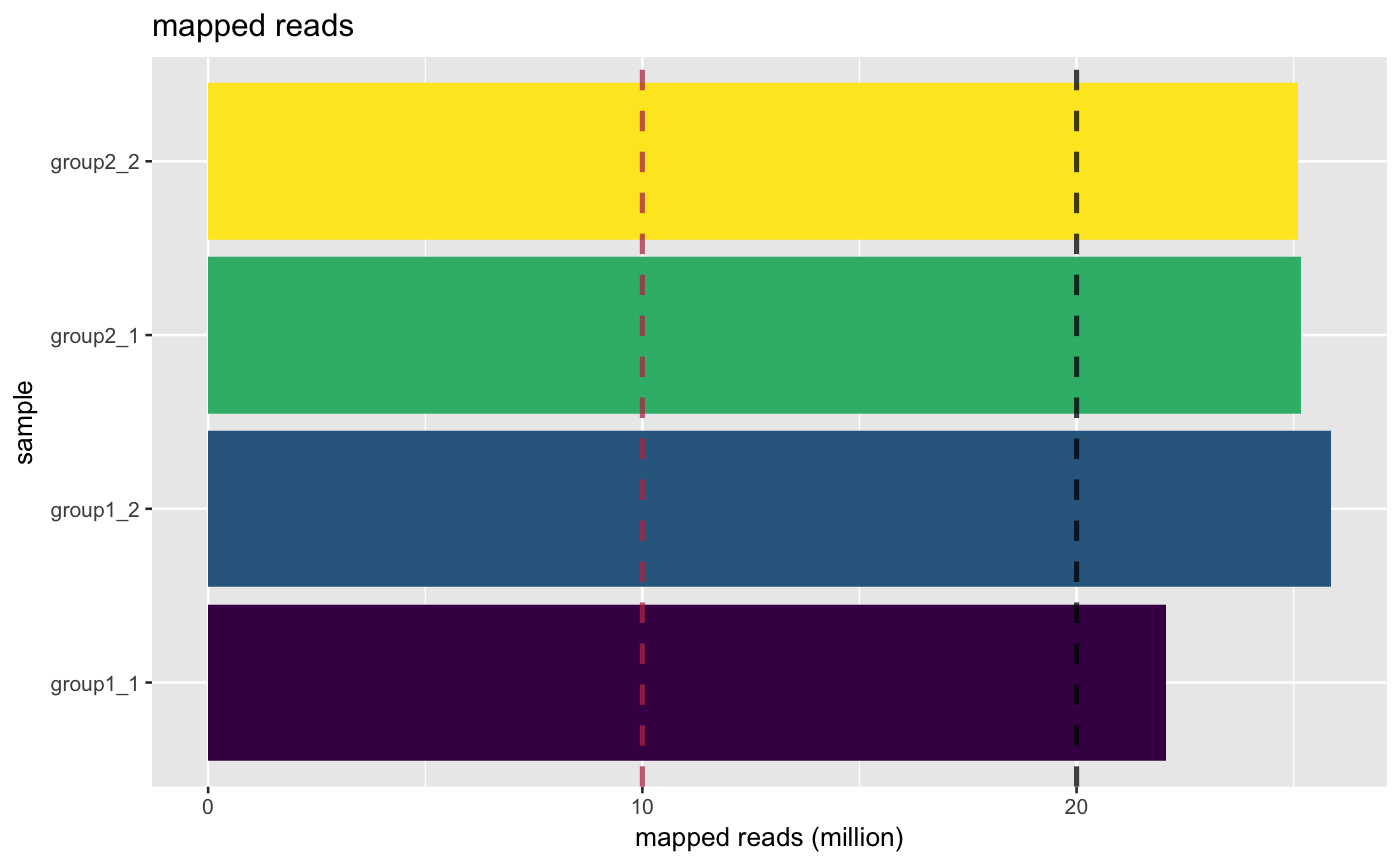 mapped reads
group2_2
group2_1
group1_2
group1_1
sample
0 10 20
mapped reads (million)